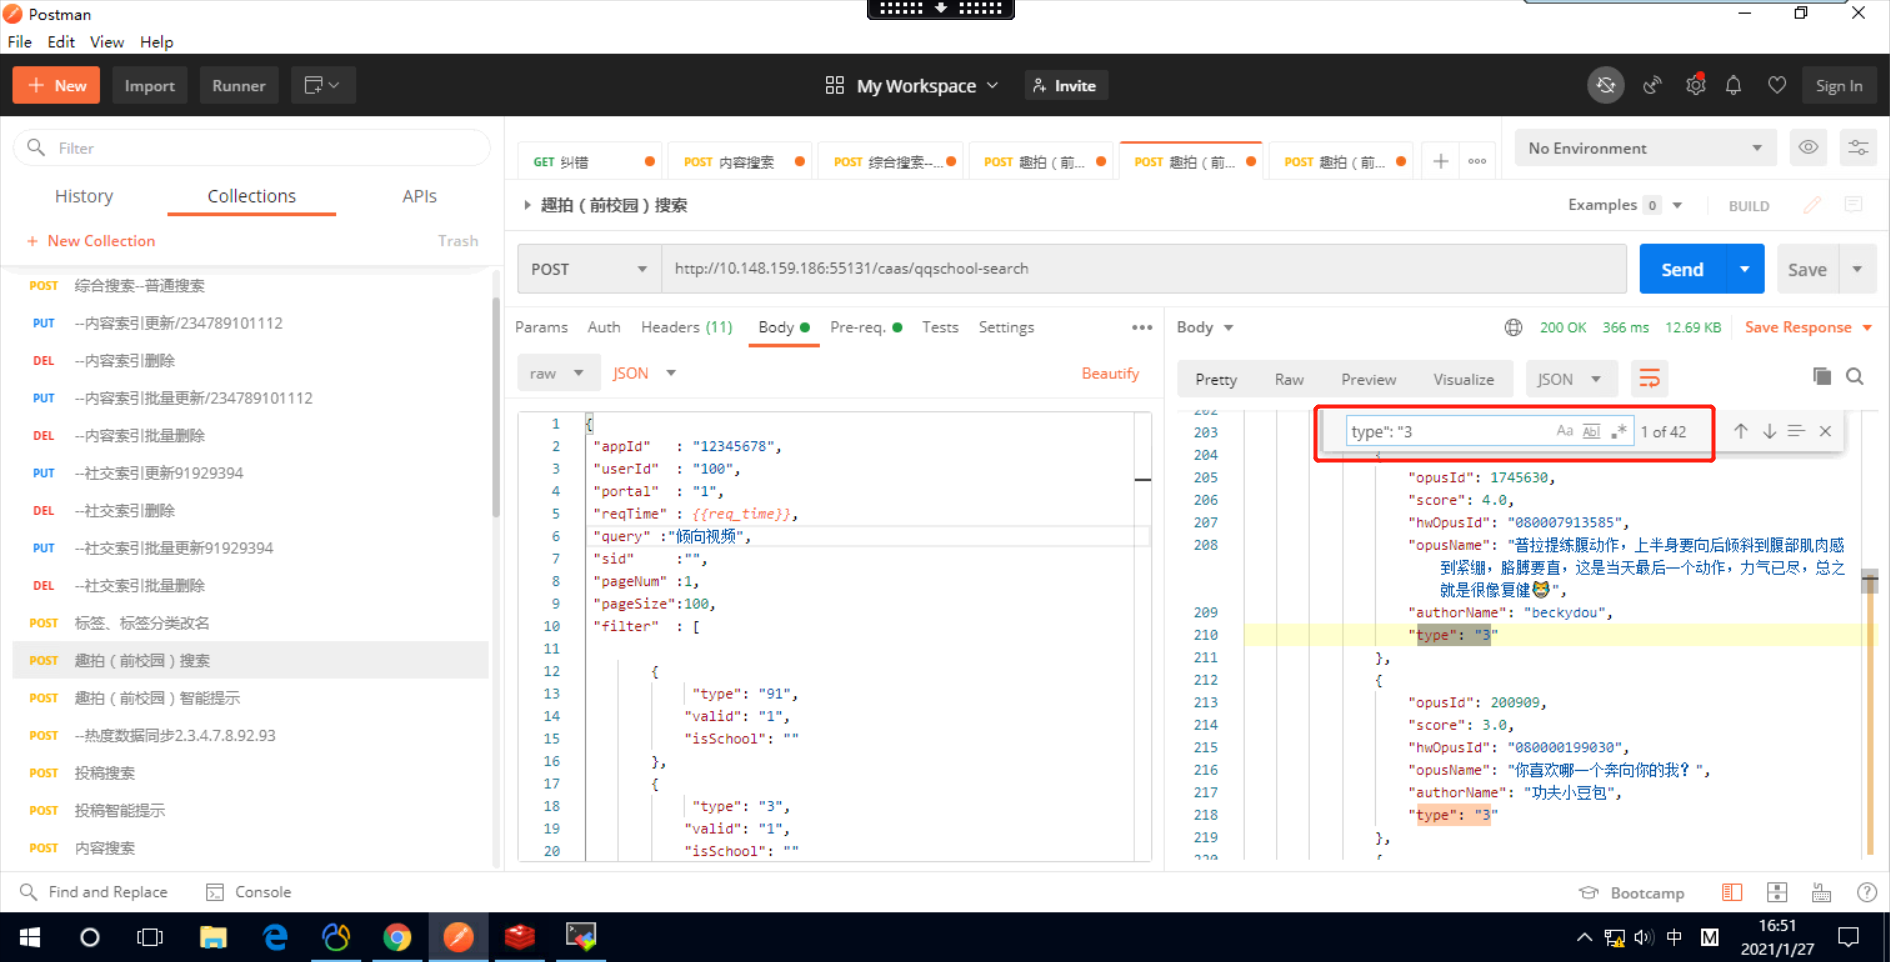 Postman
File Edit View Help
New Import Runner My Workspace Invite Sign In
Filter
History Collections APIs
+ New Collection Trash
POST 综合搜索--普通搜索
PUT --内容索引更新/234789101112
DEL --内容索引删除
PUT --内容索引批量更新/234789101112
DEL --内容索引批量删除
PUT --社交索引更新91929394
DEL --社交索引删除
PUT --社交索引批量更新91929394
DEL --社交索引批量删除
POST 标签、标签分类改名
POST 趣拍（前校园）搜索
POST 趣拍（前校园）智能提示
POST --热度数据同步2.3.4.7.8.92.93
POST 投稿搜索
POST 投稿智能提示
POST 内容搜索
GET 纠错 POST 内容搜索 POST 综合搜索--... POST 趣拍（前... POST 趣拍（前... POST 趣拍（前...
No Environment
趣拍（前校园）搜索 Examples 0 BUILD
POST http://10.148.159.186:55131/caas/qqschool-search Send Save
Params Auth Headers (11) Body Pre-req. Tests Settings
raw JSON Beautify
1 {
2 "appId" : "12345678",
3 "userId" : "100",
4 "portal" : "1",
5 "reqTime" : {{req_time}},
6 "query" :"倾向视频",
7 "sid" :"",
8 "pageNum" :1,
9 "pageSize":100,
10 "filter" : [
11
12 {
13 "type": "91",
14 "valid": "1",
15 "isSchool": ""
16 },
17 {
18 "type": "3",
19 "valid": "1",
20 "isSchool": ""
Body 200 OK 366 ms 12.69 KB Save Response
Pretty Raw Preview Visualize JSON
type": "3 Aa Abl .* 1 of 42
202
203
204 {
205 "opusId": 1745630,
206 "score": 4.0,
207 "hwOpusId": "080007913585",
208 "opusName": "普拉提练腹动作，上半身要向后倾斜到腹部肌肉感
到紧绷，胳膊要直，这是当天最后一个动作，力气已尽，总之
就是很像复健😹",
209 "authorName": "beckydou",
210 "type": "3"
211 },
212 {
213 "opusId": 200909,
214 "score": 3.0,
215 "hwOpusId": "080000199030",
216 "opusName": "你喜欢哪一个奔向你的我？",
217 "authorName": "功夫小豆包",
218 "type": "3"
219 },
220 {
Find and Replace Console Bootcamp
中 M 16:51
2021/1/27